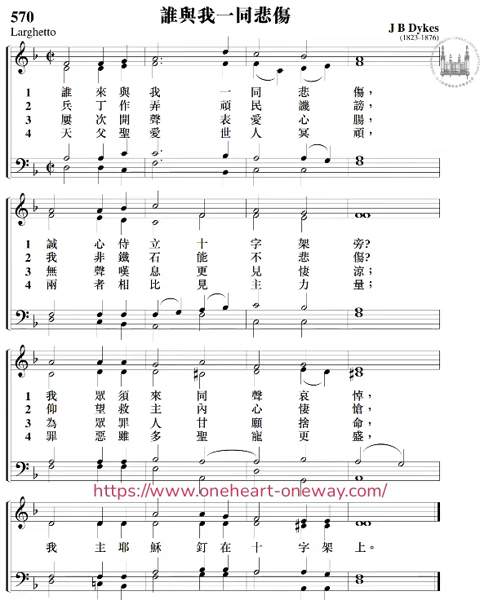 570 誰與我一同悲傷
Larghetto
J B Dykes
(1823-1876)
1 誰來與我一同悲傷，
2 兵丁作弄頑民譏謗，
3 屢次開聲表愛心腸，
4 天父聖愛世人冥頑，
1 誠心侍立十字架旁？
2 我非鐵石能不悲傷？
3 無聲嘆息更見悽涼；
4 兩者相比見主力量；
1 我眾須來同聲哀悼，
2 仰望救主內心悽愴，
3 為眾罪人甘願捨命，
4 罪惡雖多聖寵更盛，
https://www.oneheart-oneway.com/
我主耶穌釘在十字架上。